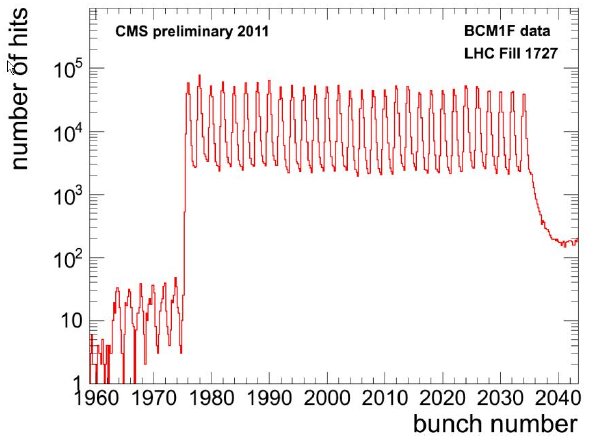 CMS preliminary 2011
BCM1F data
LHC Fill 1727
number of hits
10^5
10^4
10^3
10^2
10
1
1960 1970 1980 1990 2000 2010 2020 2030 2040
bunch number